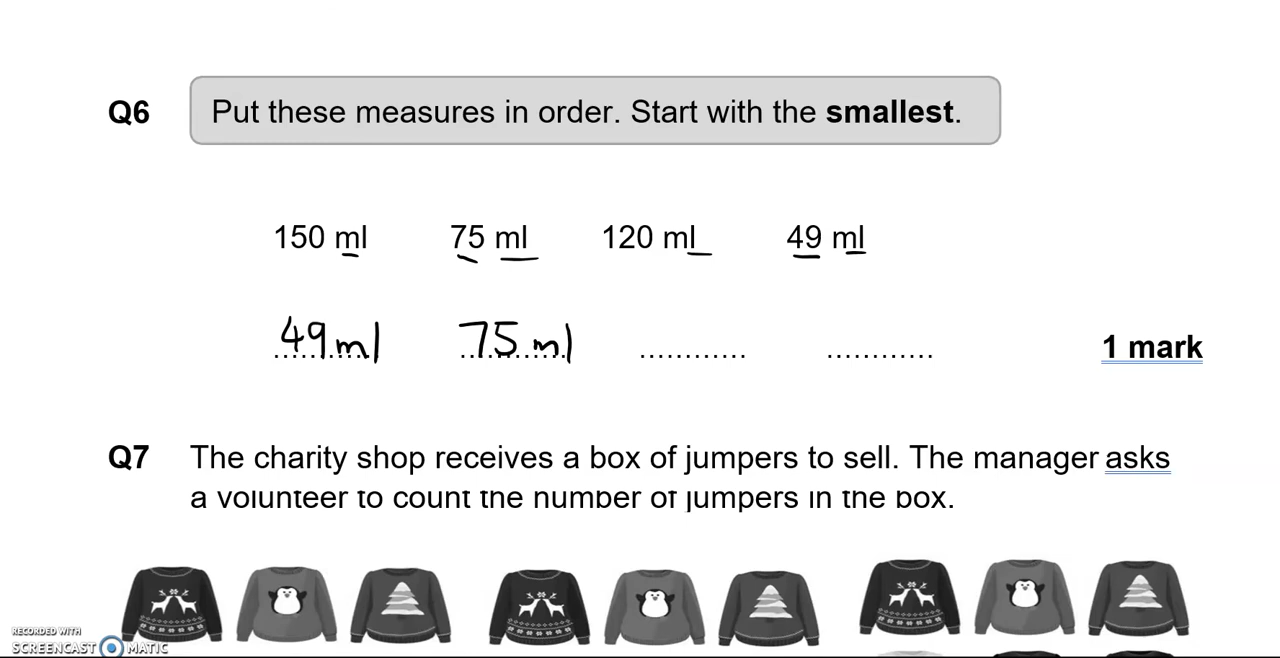 Q6 Put these measures in order. Start with the smallest.
150 ml 75 ml 120 ml 49 ml
49ml 75ml ............ ............ 1 mark
Q7 The charity shop receives a box of jumpers to sell. The manager asks
a volunteer to count the number of jumpers in the box.
RECORDED WITH
SCREENCAST MATIC